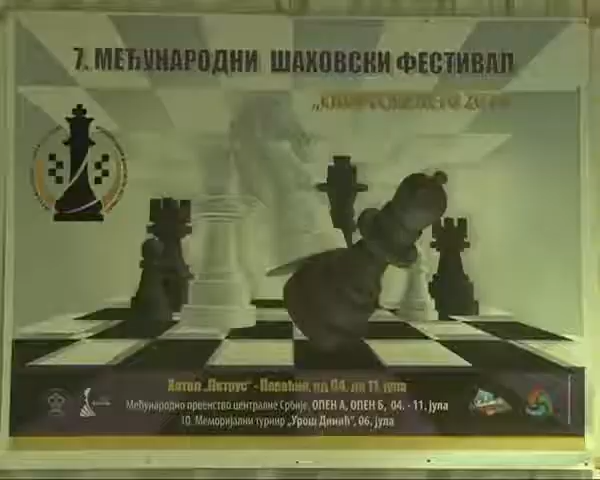 7. МЕЂУНАРОДНИ ШАХОВСКИ ФЕСТИВАЛ
Хотел „Петрус“ - Параћин, од 04. до 11. јула
Међународно првенство централне Србије, ОПЕН А, ОПЕН Б, 04. - 11. јула
10. Меморијални турнир „Урош Динић“, 06. јула